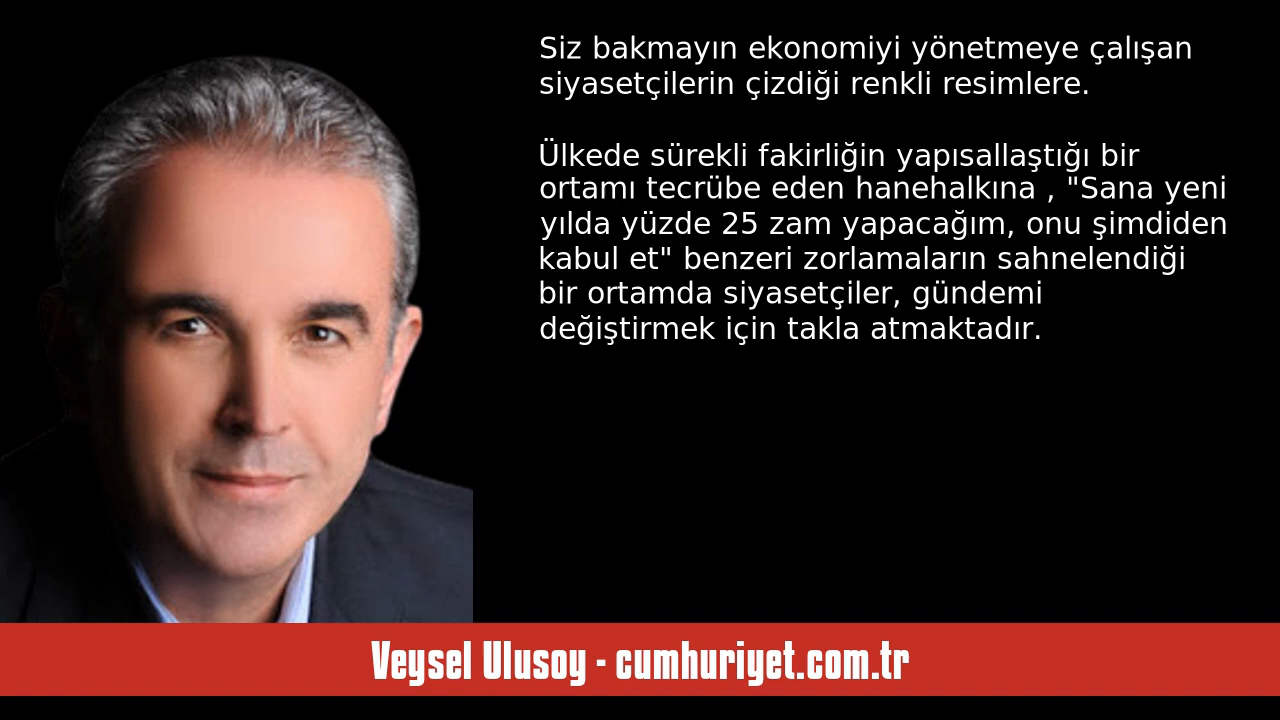 Siz bakmayın ekonomiyi yönetmeye çalışan
siyasetçilerin çizdiği renkli resimlere.
Ülkede sürekli fakirliğin yapısallaştığı bir
ortamı tecrübe eden hanehalkına , "Sana yeni
yılda yüzde 25 zam yapacağım, onu şimdiden
kabul et" benzeri zorlamaların sahnelendiği
bir ortamda siyasetçiler, gündemi
değiştirmek için takla atmaktadır.
Veysel Ulusoy - cumhuriyet.com.tr